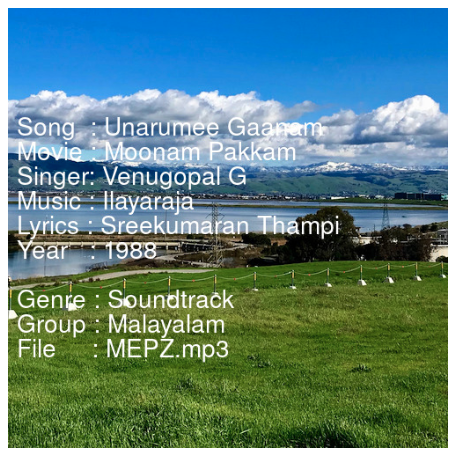 Song : Unarumee Gaanam
Movie : Moonam Pakkam
Singer: Venugopal G
Music : Ilayaraja
Lyrics : Sreekumaran Thampi
Year : 1988
Genre : Soundtrack
Group : Malayalam
File : MEPZ.mp3